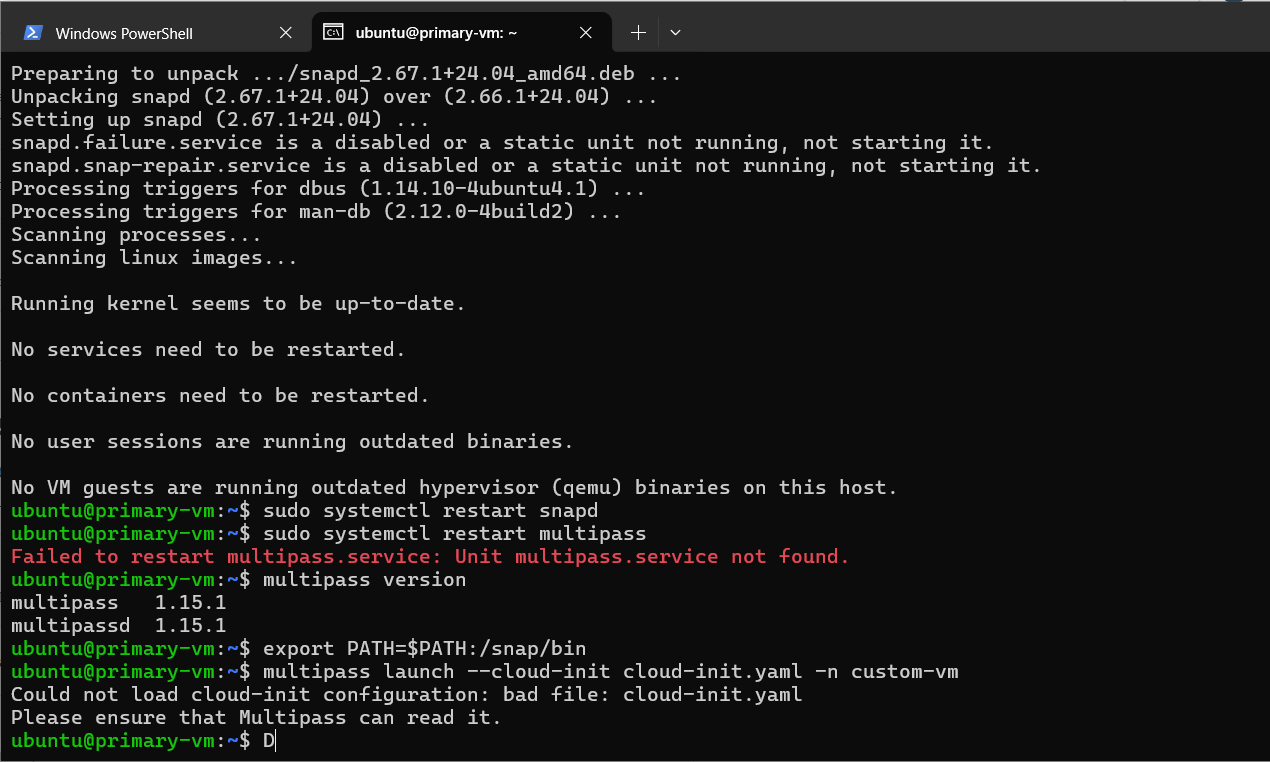 Windows PowerShell
ubuntu@primary-vm: ~
Preparing to unpack .../snapd_2.67.1+24.04_amd64.deb ...
Unpacking snapd (2.67.1+24.04) over (2.66.1+24.04) ...
Setting up snapd (2.67.1+24.04) ...
snapd.failure.service is a disabled or a static unit not running, not starting it.
snapd.snap-repair.service is a disabled or a static unit not running, not starting it.
Processing triggers for dbus (1.14.10-4ubuntu4.1) ...
Processing triggers for man-db (2.12.0-4build2) ...
Scanning processes...
Scanning linux images...
Running kernel seems to be up-to-date.
No services need to be restarted.
No containers need to be restarted.
No user sessions are running outdated binaries.
No VM guests are running outdated hypervisor (qemu) binaries on this host.
ubuntu@primary-vm:~$ sudo systemctl restart snapd
ubuntu@primary-vm:~$ sudo systemctl restart multipass
Failed to restart multipass.service: Unit multipass.service not found.
ubuntu@primary-vm:~$ multipass version
multipass   1.15.1
multipassd  1.15.1
ubuntu@primary-vm:~$ export PATH=$PATH:/snap/bin
ubuntu@primary-vm:~$ multipass launch --cloud-init cloud-init.yaml -n custom-vm
Could not load cloud-init configuration: bad file: cloud-init.yaml
Please ensure that Multipass can read it.
ubuntu@primary-vm:~$ D